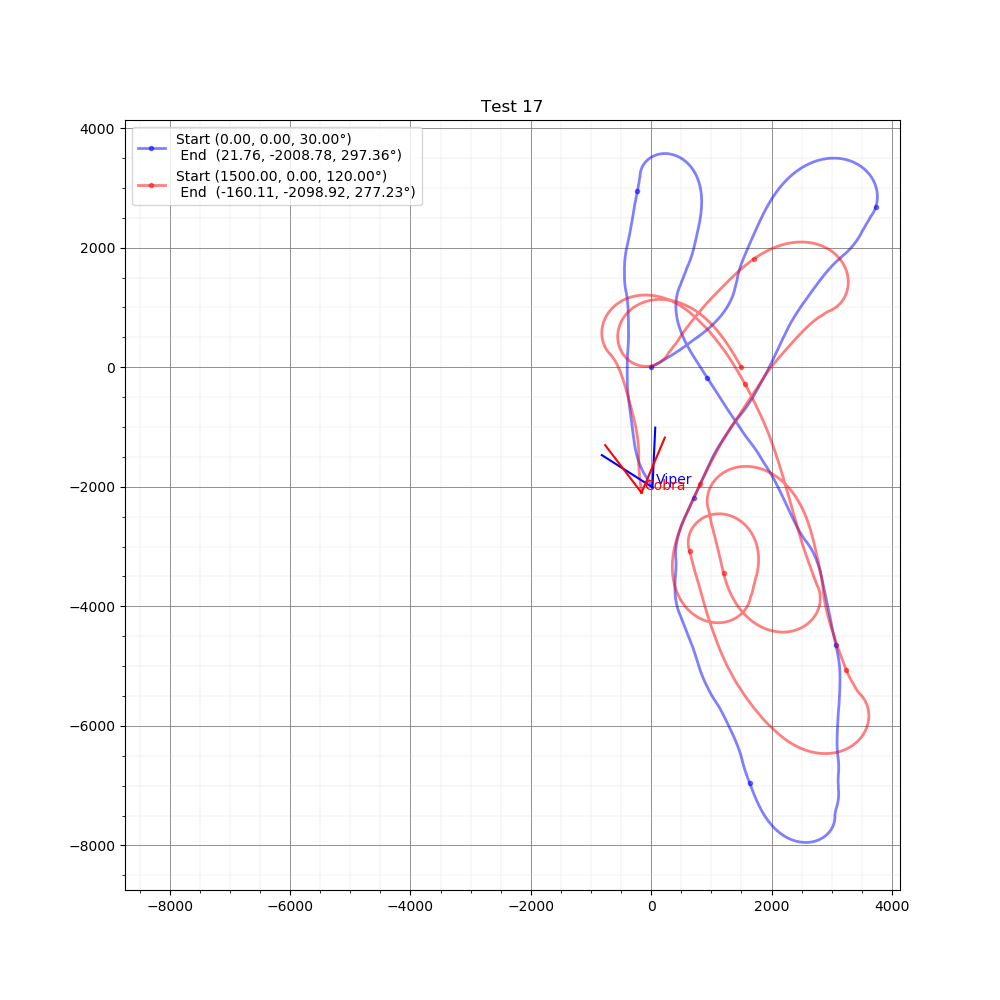 Test 17
Start (0.00, 0.00, 30.00°)
End (21.76, -2008.78, 297.36°)
Start (1500.00, 0.00, 120.00°)
End (-160.11, -2098.92, 277.23°)
4000
2000
0
−2000
−4000
−6000
−8000
Viper
Cobra
−8000 −6000 −4000 −2000 0 2000 4000